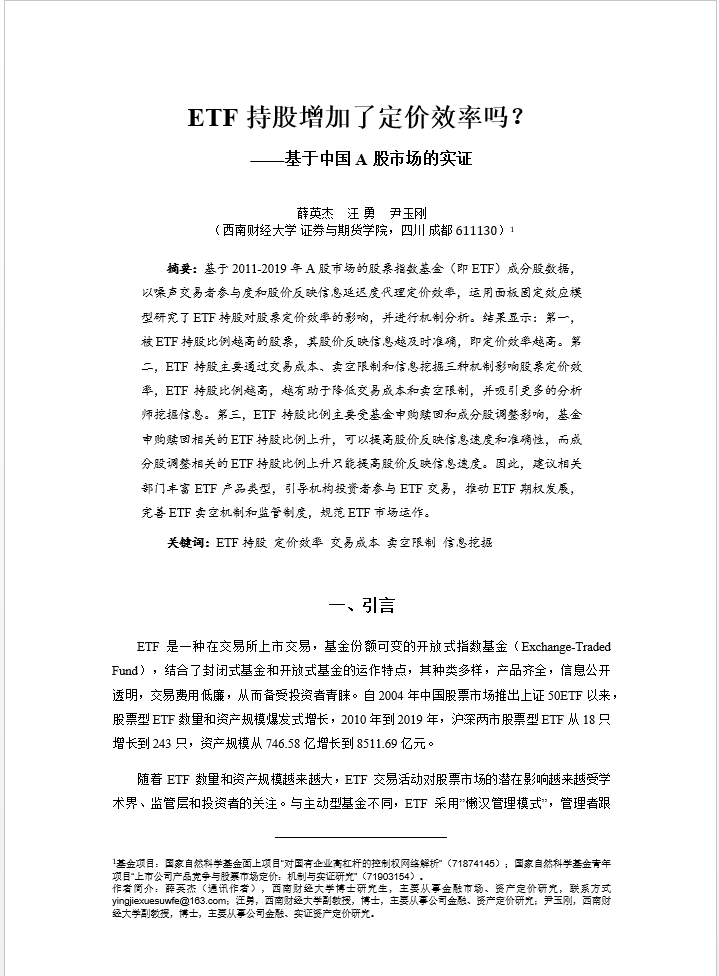 ETF 持股增加了定价效率吗？
——基于中国 A 股市场的实证
薛英杰 汪 勇 尹玉刚
（西南财经大学 证券与期货学院，四川 成都 611130）1
摘要：基于 2011-2019 年 A 股市场的股票指数基金（即 ETF）成分股数据，
以噪声交易者参与度和股价反映信息延迟度代理定价效率，运用面板固定效应模
型研究了 ETF 持股对股票定价效率的影响，并进行机制分析。结果显示：第一，
被 ETF 持股比例越高的股票，其股价反映信息越及时准确，即定价效率越高。第
二，ETF 持股主要通过交易成本、卖空限制和信息挖掘三种机制影响股票定价效
率，ETF 持股比例越高，越有助于降低交易成本和卖空限制，并吸引更多的分析
师挖掘信息。第三，ETF 持股比例主要受基金申购赎回和成分股调整影响，基金
申购赎回相关的 ETF 持股比例上升，可以提高股价反映信息速度和准确性，而成
分股调整相关的 ETF 持股比例上升只能提高股价反映信息速度。因此，建议相关
部门丰富 ETF 产品类型，引导机构投资者参与 ETF 交易，推动 ETF 期权发展，
完善 ETF 卖空机制和监管制度，规范 ETF 市场运作。
关键词：ETF 持股 定价效率 交易成本 卖空限制 信息挖掘
一、引言
ETF 是一种在交易所上市交易，基金份额可变的开放式指数基金（Exchange-Traded
Fund），结合了封闭式基金和开放式基金的运作特点，其种类多样，产品齐全，信息公开
透明，交易费用低廉，从而备受投资者青睐。自 2004 年中国股票市场推出上证 50ETF 以来，
股票型 ETF 数量和资产规模爆发式增长，2010 年到 2019 年，沪深两市股票型 ETF 从 18 只
增长到 243 只，资产规模从 746.58 亿增长到 8511.69 亿元。
随着 ETF 数量和资产规模越来越大，ETF 交易活动对股票市场的潜在影响越来越受学
术界、监管层和投资者的关注。与主动型基金不同，ETF 采用”懒汉管理模式”，管理者跟
1基金项目：国家自然科学基金面上项目“对国有企业高杠杆的控制权网络解析”（71874145）；国家自然科学基金青年
项目“上市公司产品竞争与股票市场定价：机制与实证研究”（71903154）。
作者简介：薛英杰（通讯作者），西南财经大学博士研究生，主要从事金融市场、资产定价研究，联系方式
yingjiexuesuwfe@163.com；汪勇，西南财经大学副教授，博士，主要从事公司金融、资产定价研究；尹玉刚，西南财
经大学副教授，博士，主要从事公司金融、实证资产定价研究。